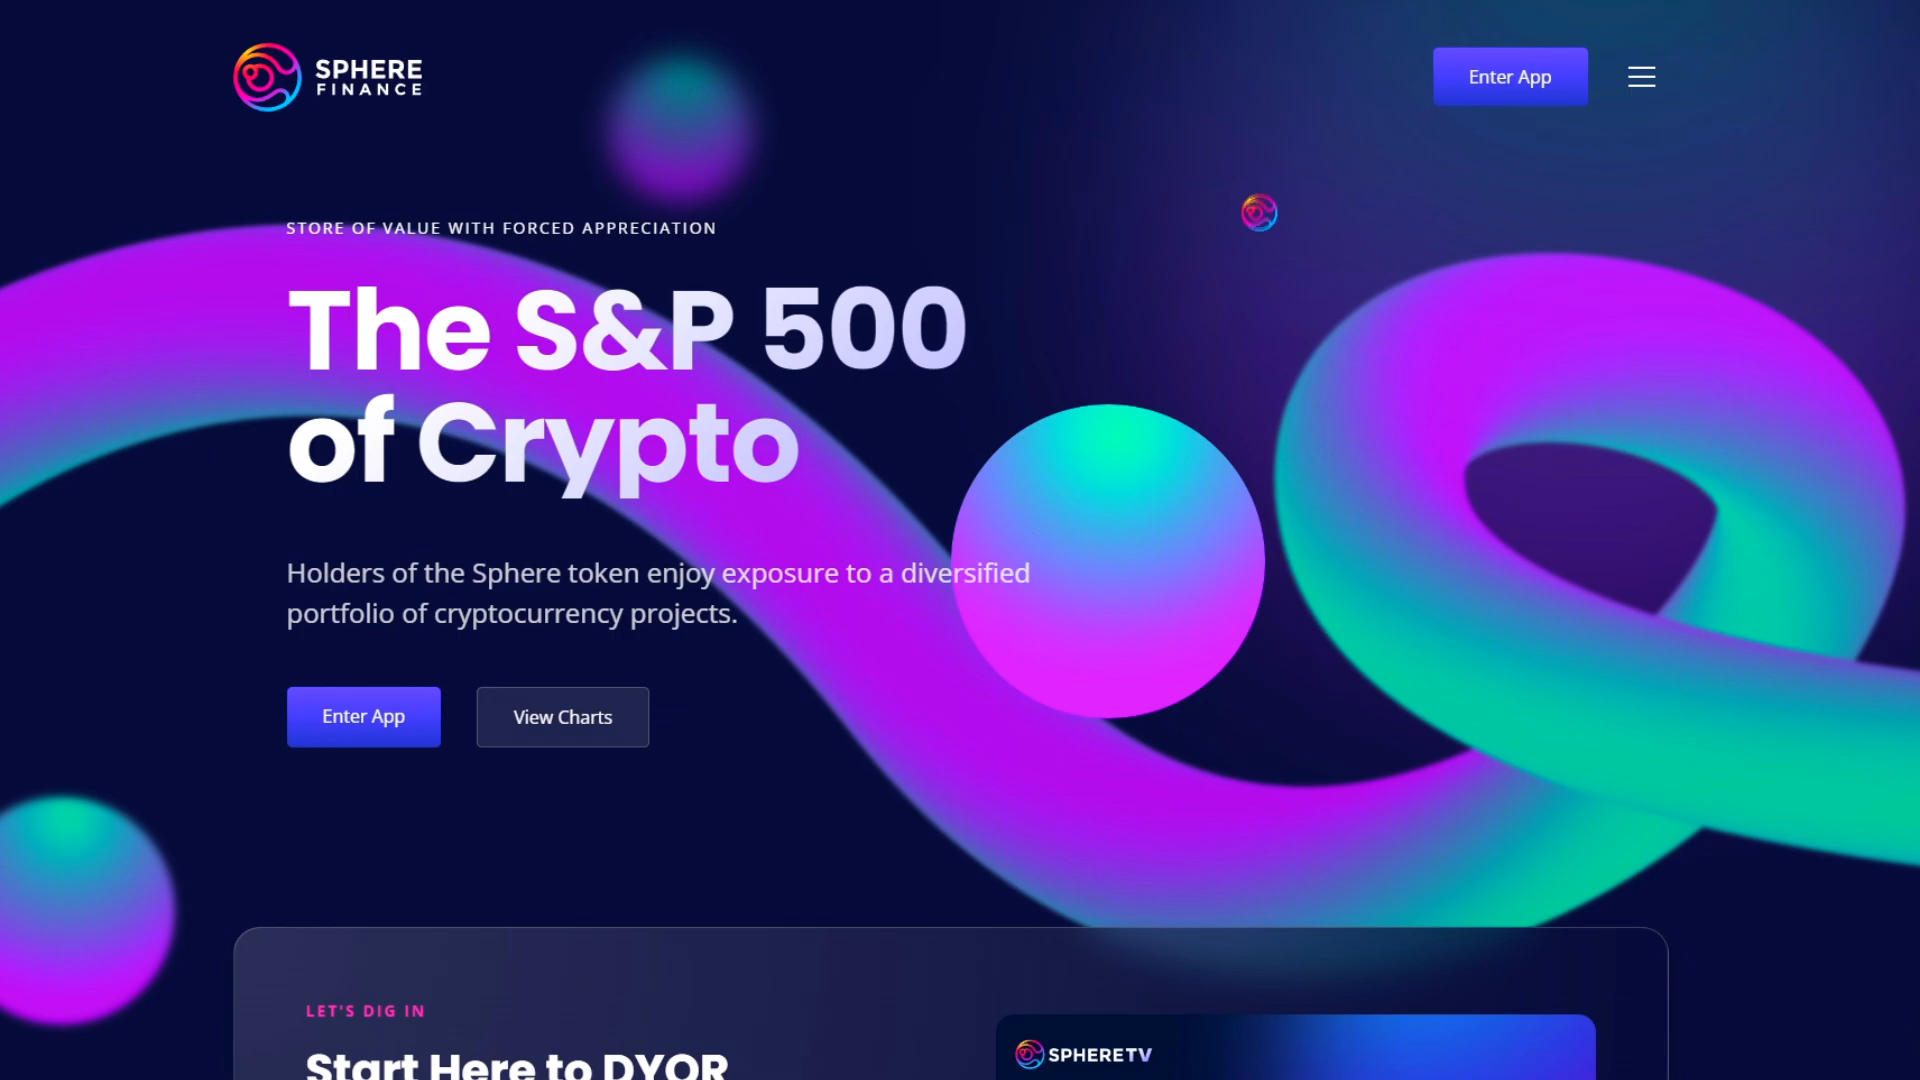 SPHERE
FINANCE
Enter App
STORE OF VALUE WITH FORCED APPRECIATION
The S&P 500
of Crypto
Holders of the Sphere token enjoy exposure to a diversified
portfolio of cryptocurrency projects.
Enter App
View Charts
LET'S DIG IN
Start Here to DYOR
SPHERETV